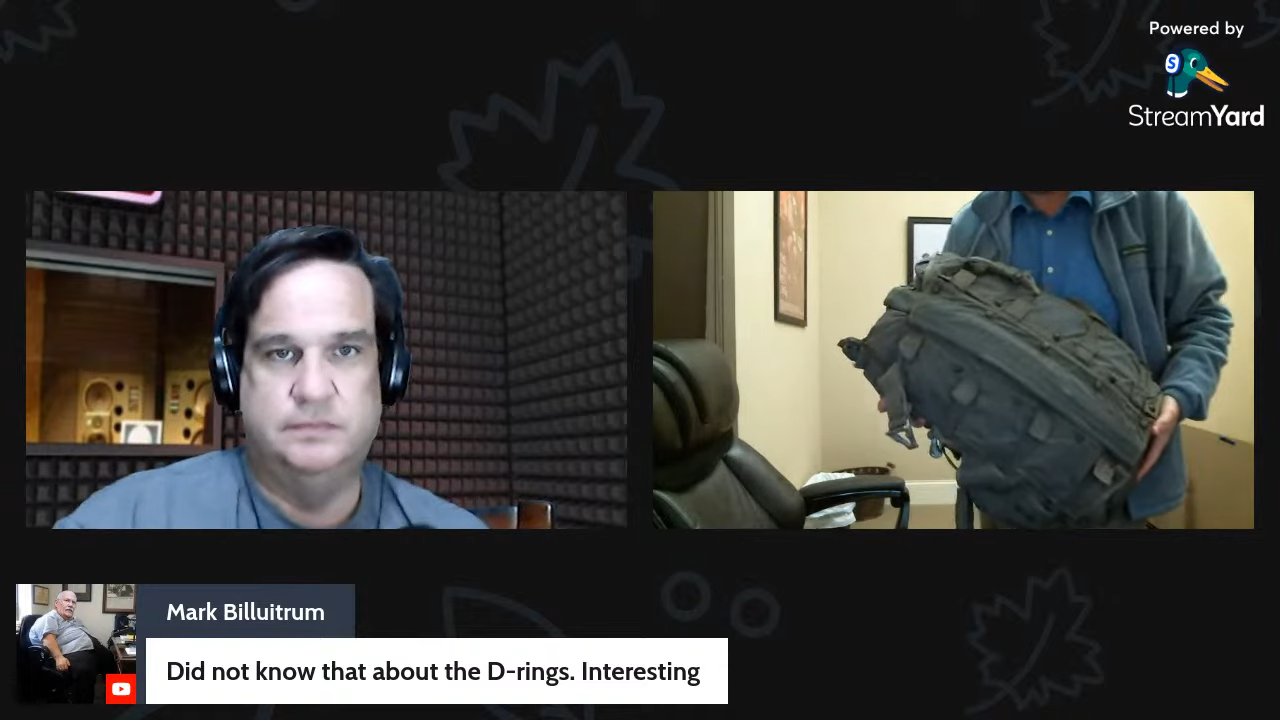 Powered by
S
StreamYard
Mark Billuitrum
Did not know that about the D-rings. Interesting